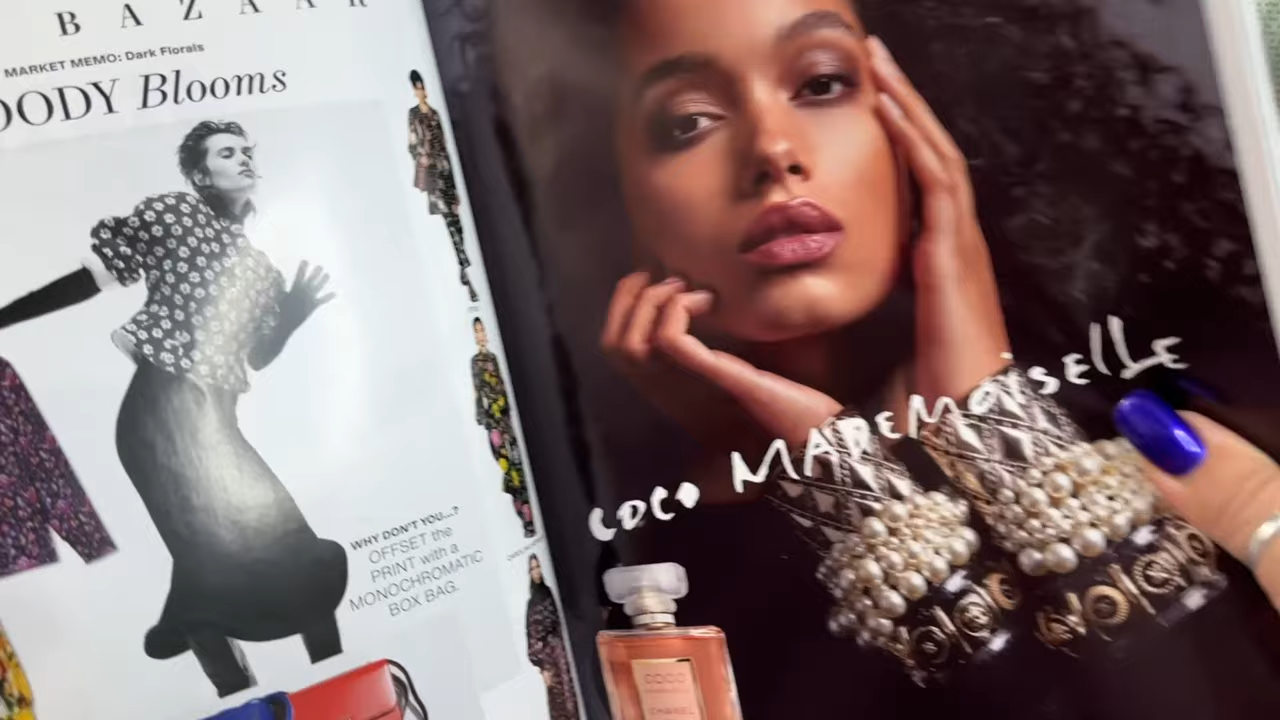 BAZAAR
MARKET MEMO: Dark Florals
OODY Blooms
WHY DON'T YOU...?
OFFSET the
PRINT with a
MONOCHROMATIC
BOX BAG.
COCO MADEMOISELLE
COCO
CHANEL